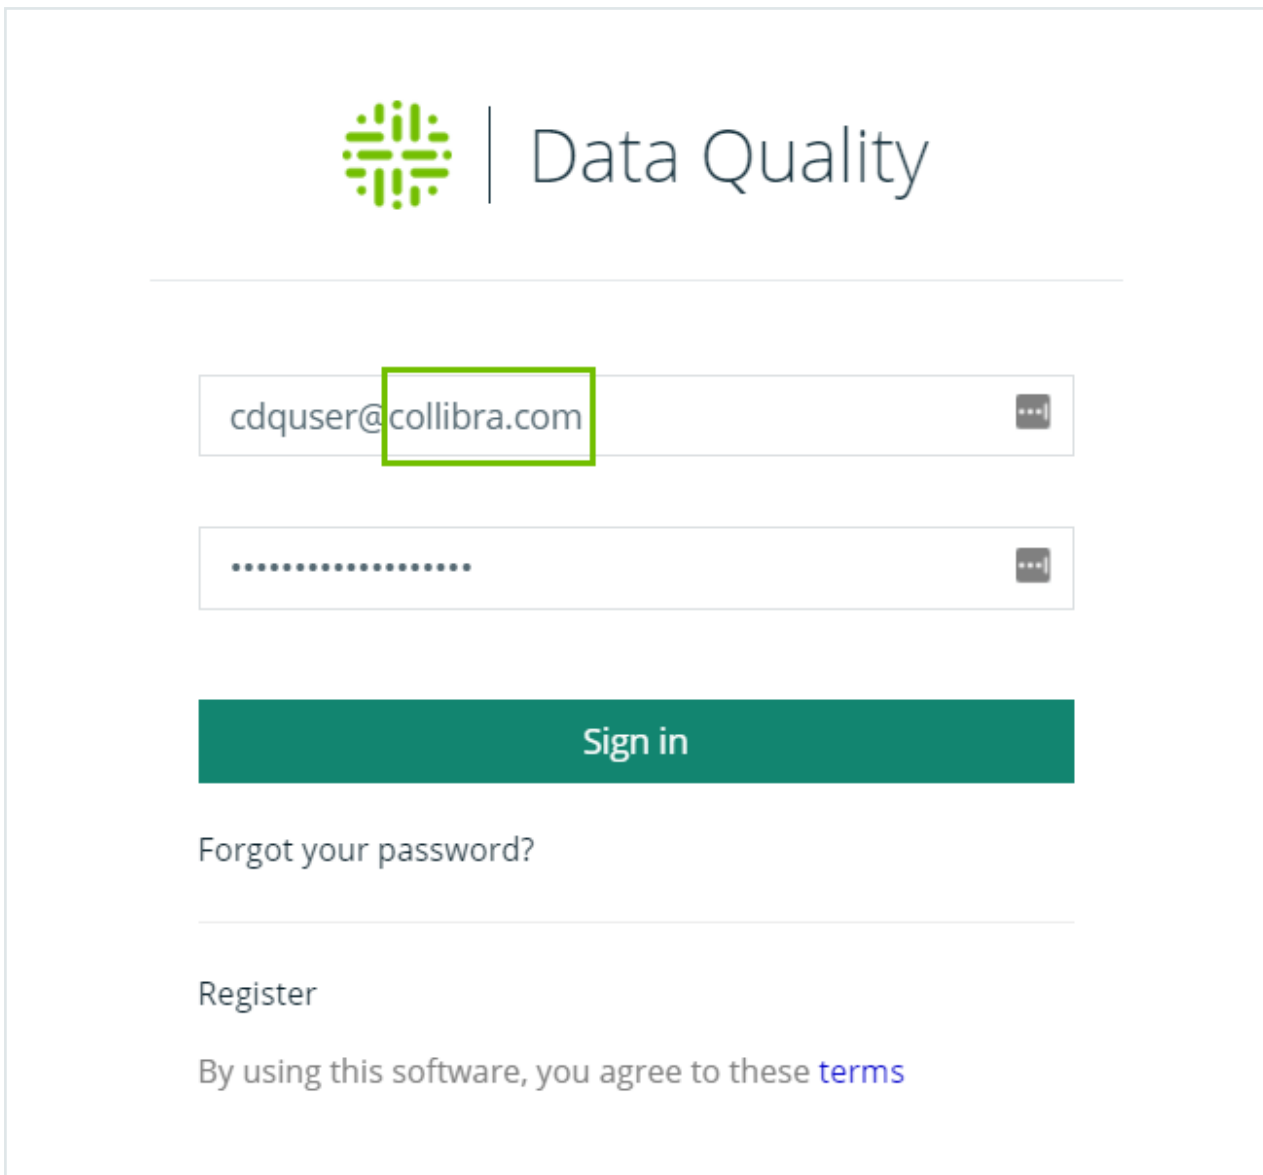 Data Quality
cdquser@collibra.com
•••••••••••••••••••
Sign in
Forgot your password?
Register
By using this software, you agree to these terms